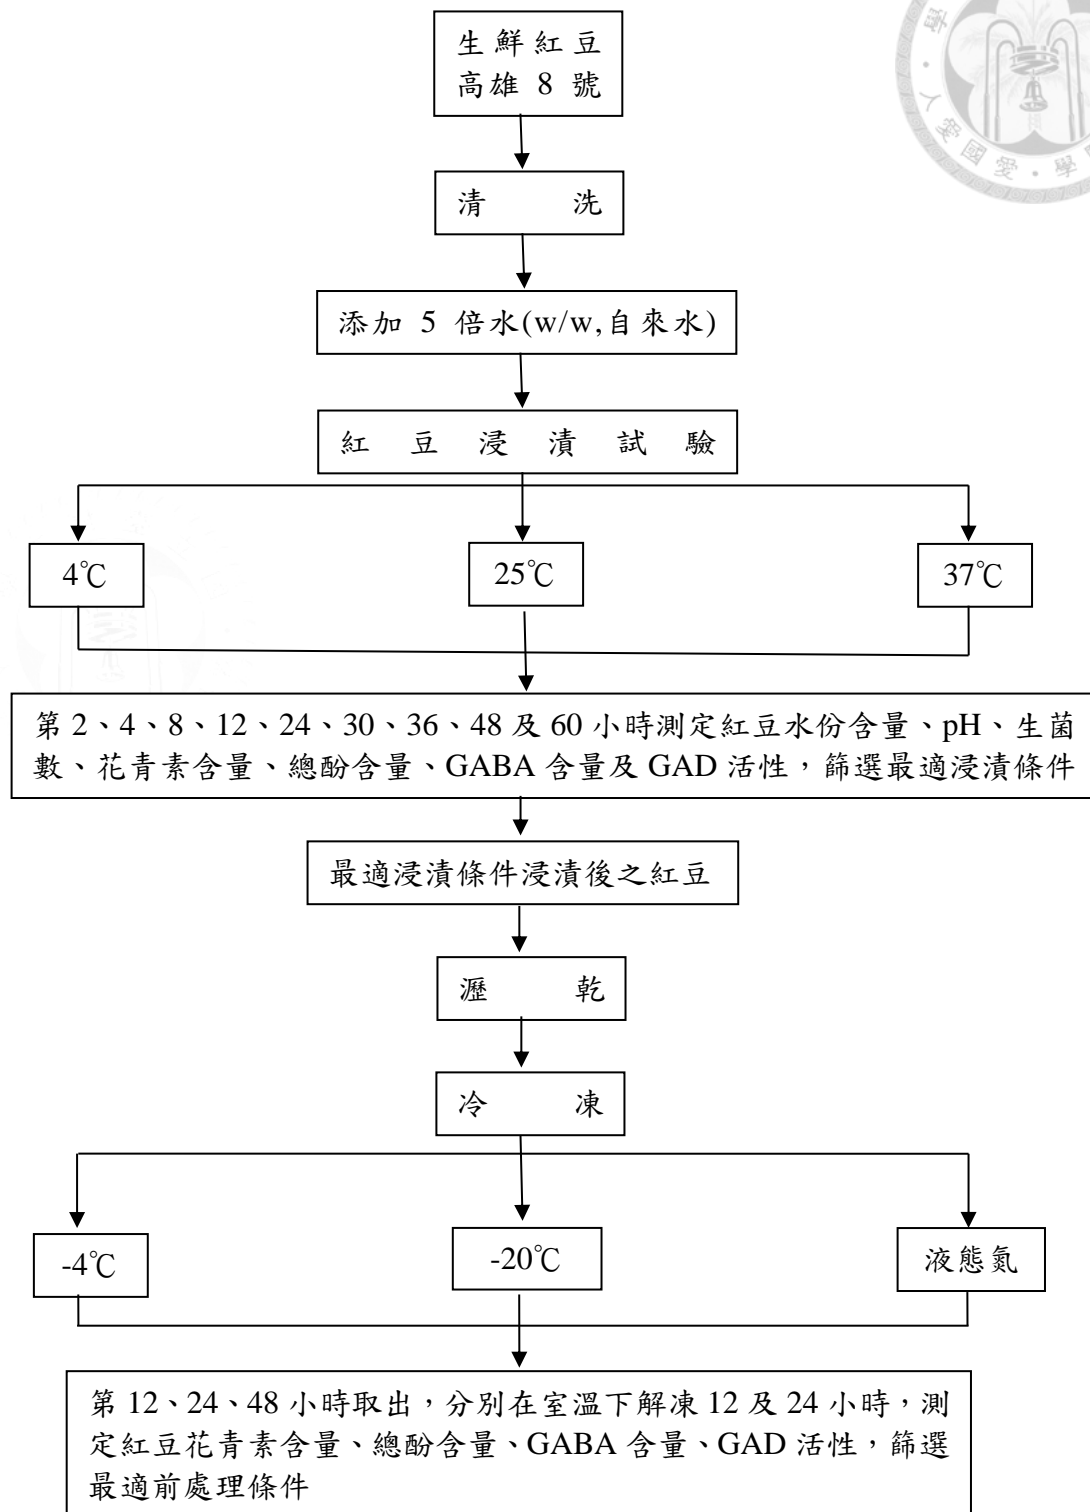 生鮮紅豆
高雄 8 號
清洗
添加 5 倍水(w/w,自來水)
紅豆浸漬試驗
4℃
25℃
37℃
第 2、4、8、12、24、30、36、48 及 60 小時測定紅豆水份含量、pH、生菌
數、花青素含量、總酚含量、GABA 含量及 GAD 活性，篩選最適浸漬條件
最適浸漬條件浸漬後之紅豆
瀝乾
冷凍
-4℃
-20℃
液態氮
第 12、24、48 小時取出，分別在室溫下解凍 12 及 24 小時，測
定紅豆花青素含量、總酚含量、GABA 含量、GAD 活性，篩選
最適前處理條件
學
人愛國愛學